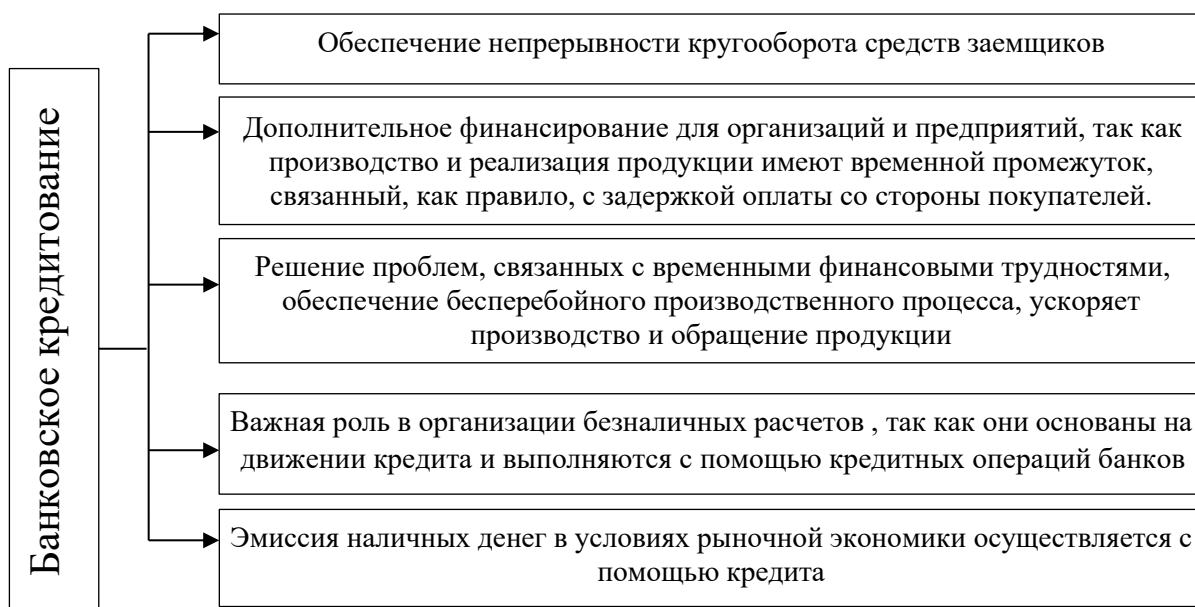 Банковское кредитование
Обеспечение непрерывности кругооборота средств заемщиков
Дополнительное финансирование для организаций и предприятий, так как
производство и реализация продукции имеют временной промежуток,
связанный, как правило, с задержкой оплаты со стороны покупателей.
Решение проблем, связанных с временными финансовыми трудностями,
обеспечение бесперебойного производственного процесса, ускоряет
производство и обращение продукции
Важная роль в организации безналичных расчетов , так как они основаны на
движении кредита и выполняются с помощью кредитных операций банков
Эмиссия наличных денег в условиях рыночной экономики осуществляется с
помощью кредита